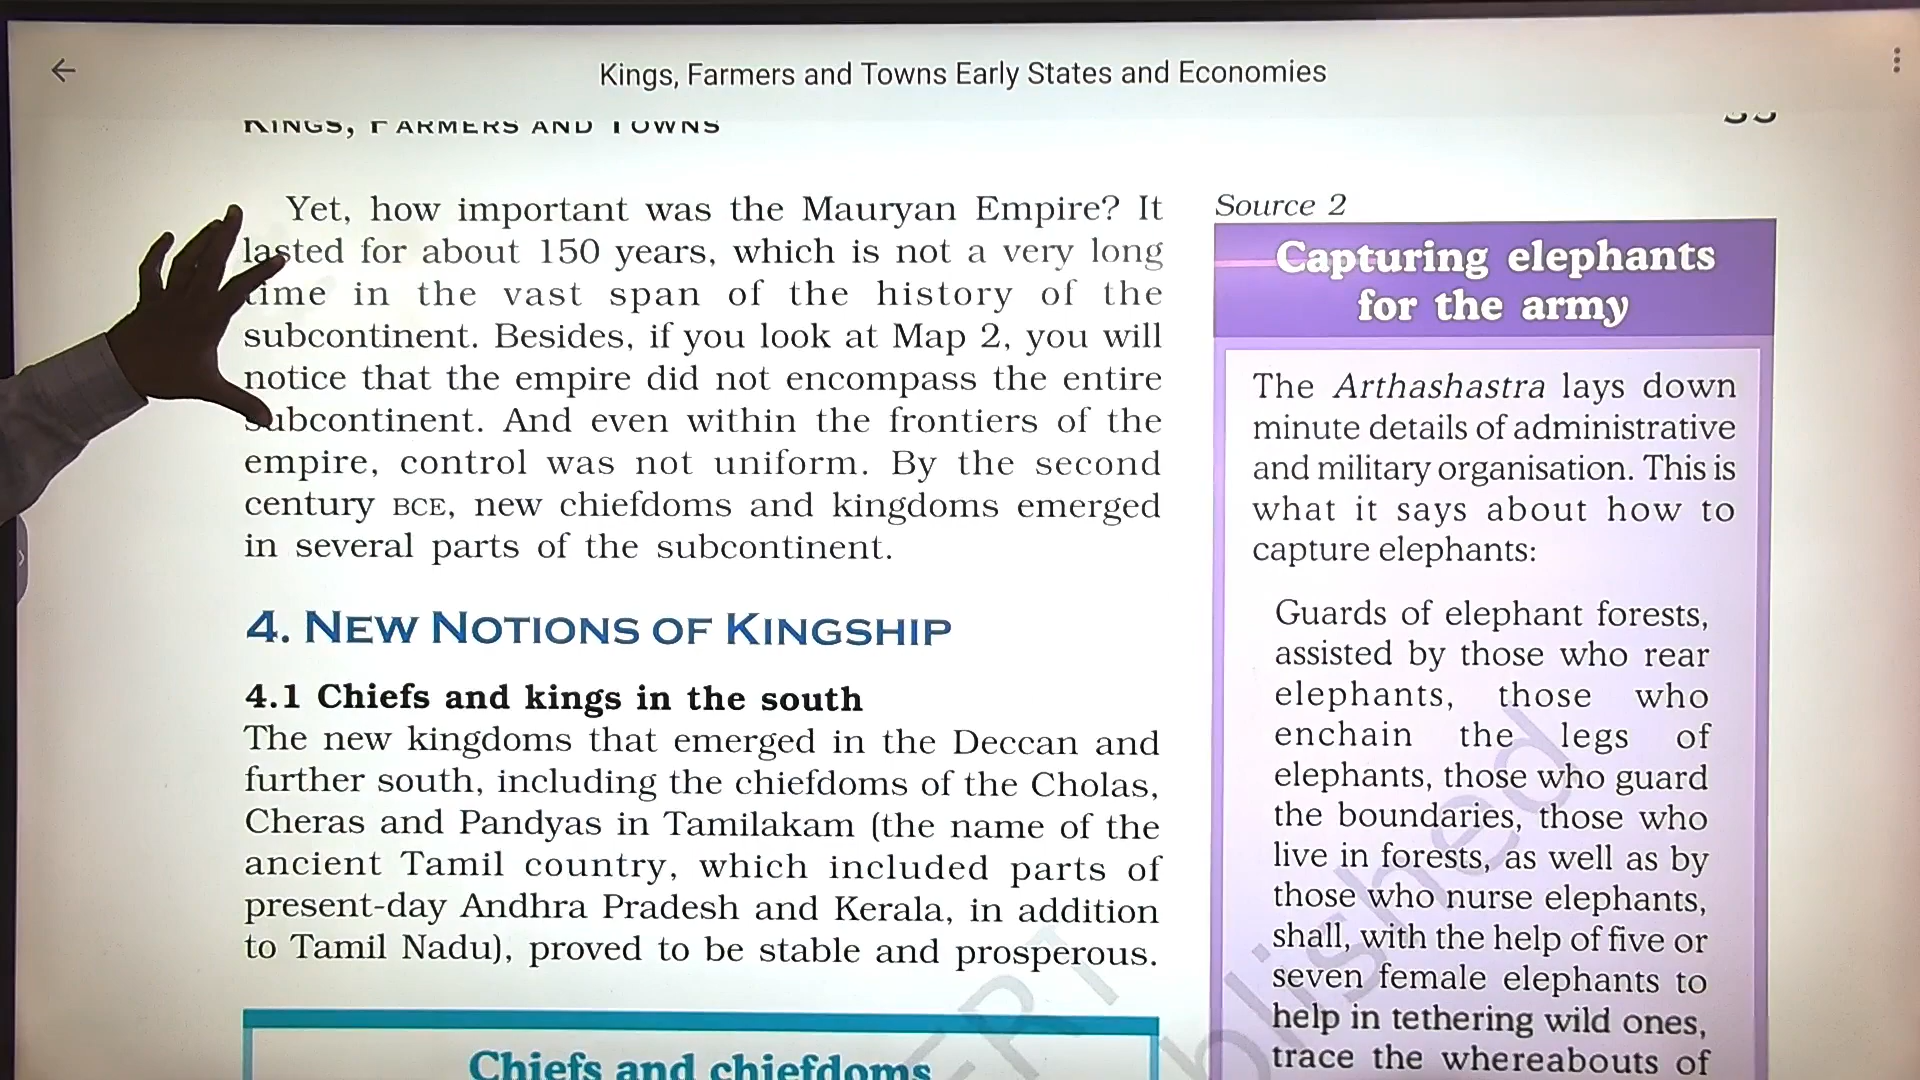 Kings, Farmers and Towns Early States and Economies
KINGS, FARMERS AND TOWNS
Yet, how important was the Mauryan Empire? It
lasted for about 150 years, which is not a very long
time in the vast span of the history of the
subcontinent. Besides, if you look at Map 2, you will
notice that the empire did not encompass the entire
subcontinent. And even within the frontiers of the
empire, control was not uniform. By the second
century BCE, new chiefdoms and kingdoms emerged
in several parts of the subcontinent.
4. NEW NOTIONS OF KINGSHIP
4.1 Chiefs and kings in the south
The new kingdoms that emerged in the Deccan and
further south, including the chiefdoms of the Cholas,
Cheras and Pandyas in Tamilakam (the name of the
ancient Tamil country, which included parts of
present-day Andhra Pradesh and Kerala, in addition
to Tamil Nadu), proved to be stable and prosperous.
Chiefs and chiefdoms
Source 2
Capturing elephants
for the army
The Arthashastra lays down
minute details of administrative
and military organisation. This is
what it says about how to
capture elephants:
Guards of elephant forests,
assisted by those who rear
elephants, those who
enchain the legs of
elephants, those who guard
the boundaries, those who
live in forests, as well as by
those who nurse elephants,
shall, with the help of five or
seven female elephants to
help in tethering wild ones,
trace the whereabouts of